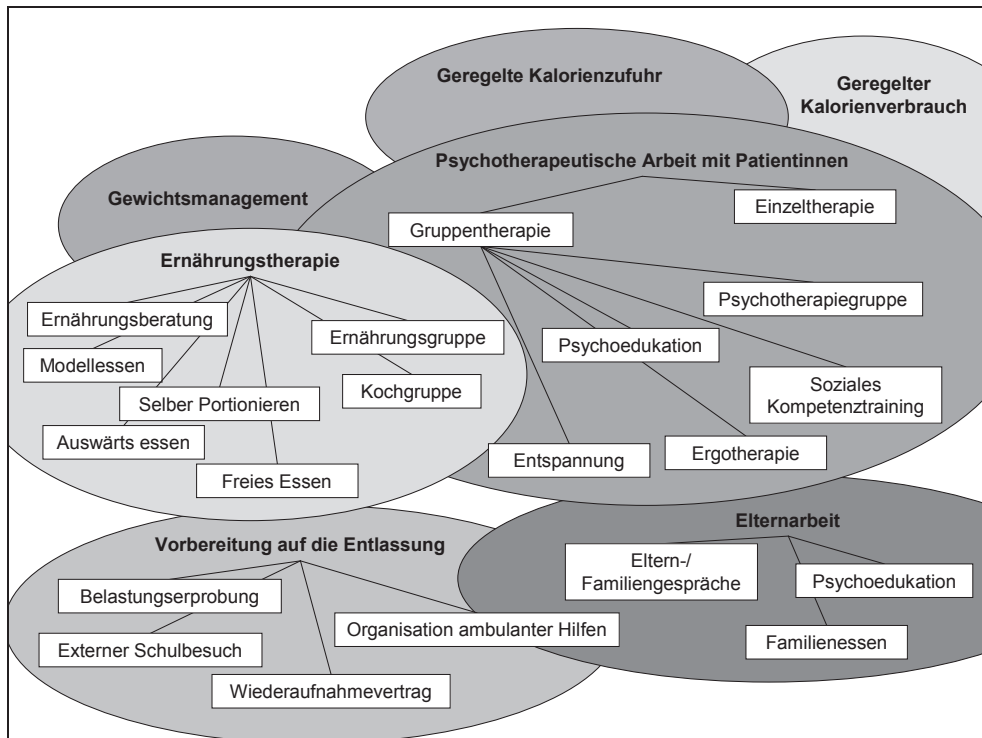 Geregelte Kalorienzufuhr
Geregelter
Kalorienverbrauch
Psychotherapeutische Arbeit mit Patientinnen
Gewichtsmanagement
Einzeltherapie
Gruppentherapie
Ernährungstherapie
Psychotherapiegruppe
Ernährungsberatung
Ernährungsgruppe
Psychoedukation
Modellessen
Kochgruppe
Soziales
Kompetenztraining
Selber Portionieren
Auswärts essen
Entspannung
Ergotherapie
Freies Essen
Elternarbeit
Vorbereitung auf die Entlassung
Eltern-/
Familiengespräche
Psychoedukation
Belastungserprobung
Organisation ambulanter Hilfen
Familienessen
Externer Schulbesuch
Wiederaufnahmevertrag